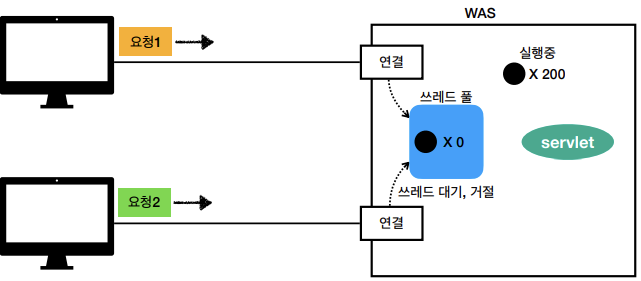 WAS
요청1
연결
실행중
X 200
쓰레드 풀
X 0
servlet
쓰레드 대기, 거절
요청2
연결